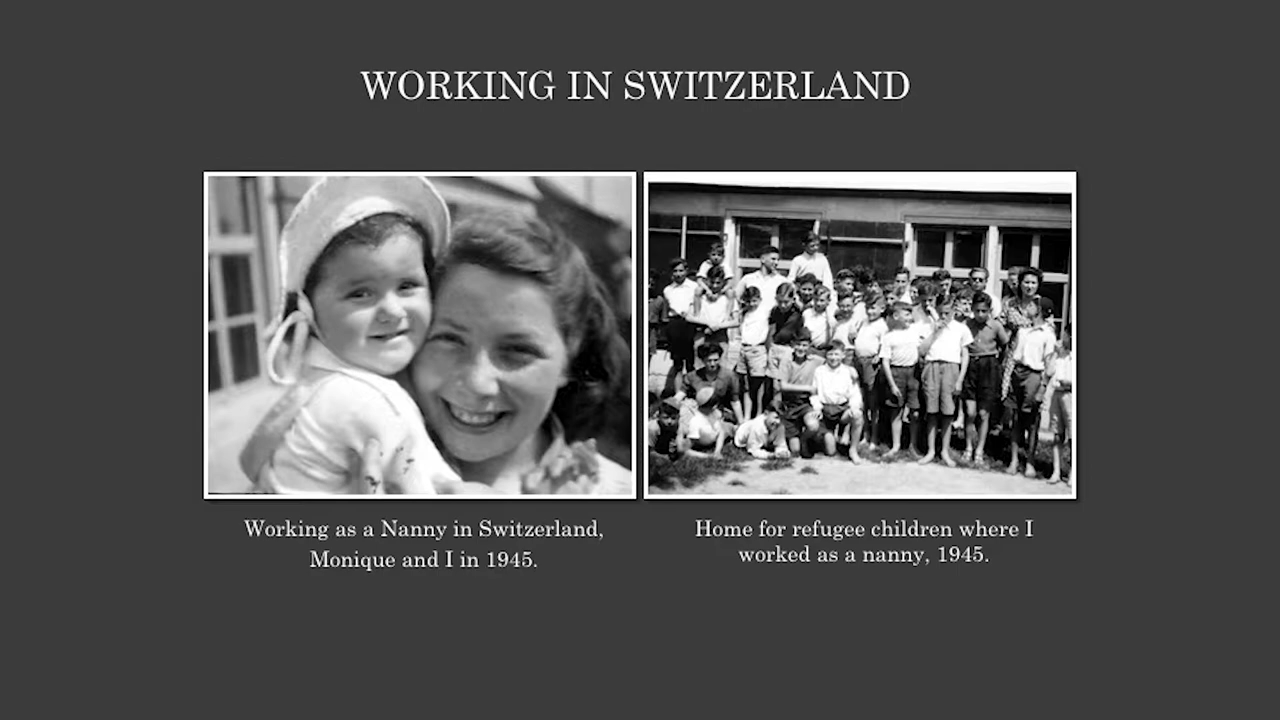 WORKING IN SWITZERLAND
Working as a Nanny in Switzerland,
Monique and I in 1945.
Home for refugee children where I
worked as a nanny, 1945.